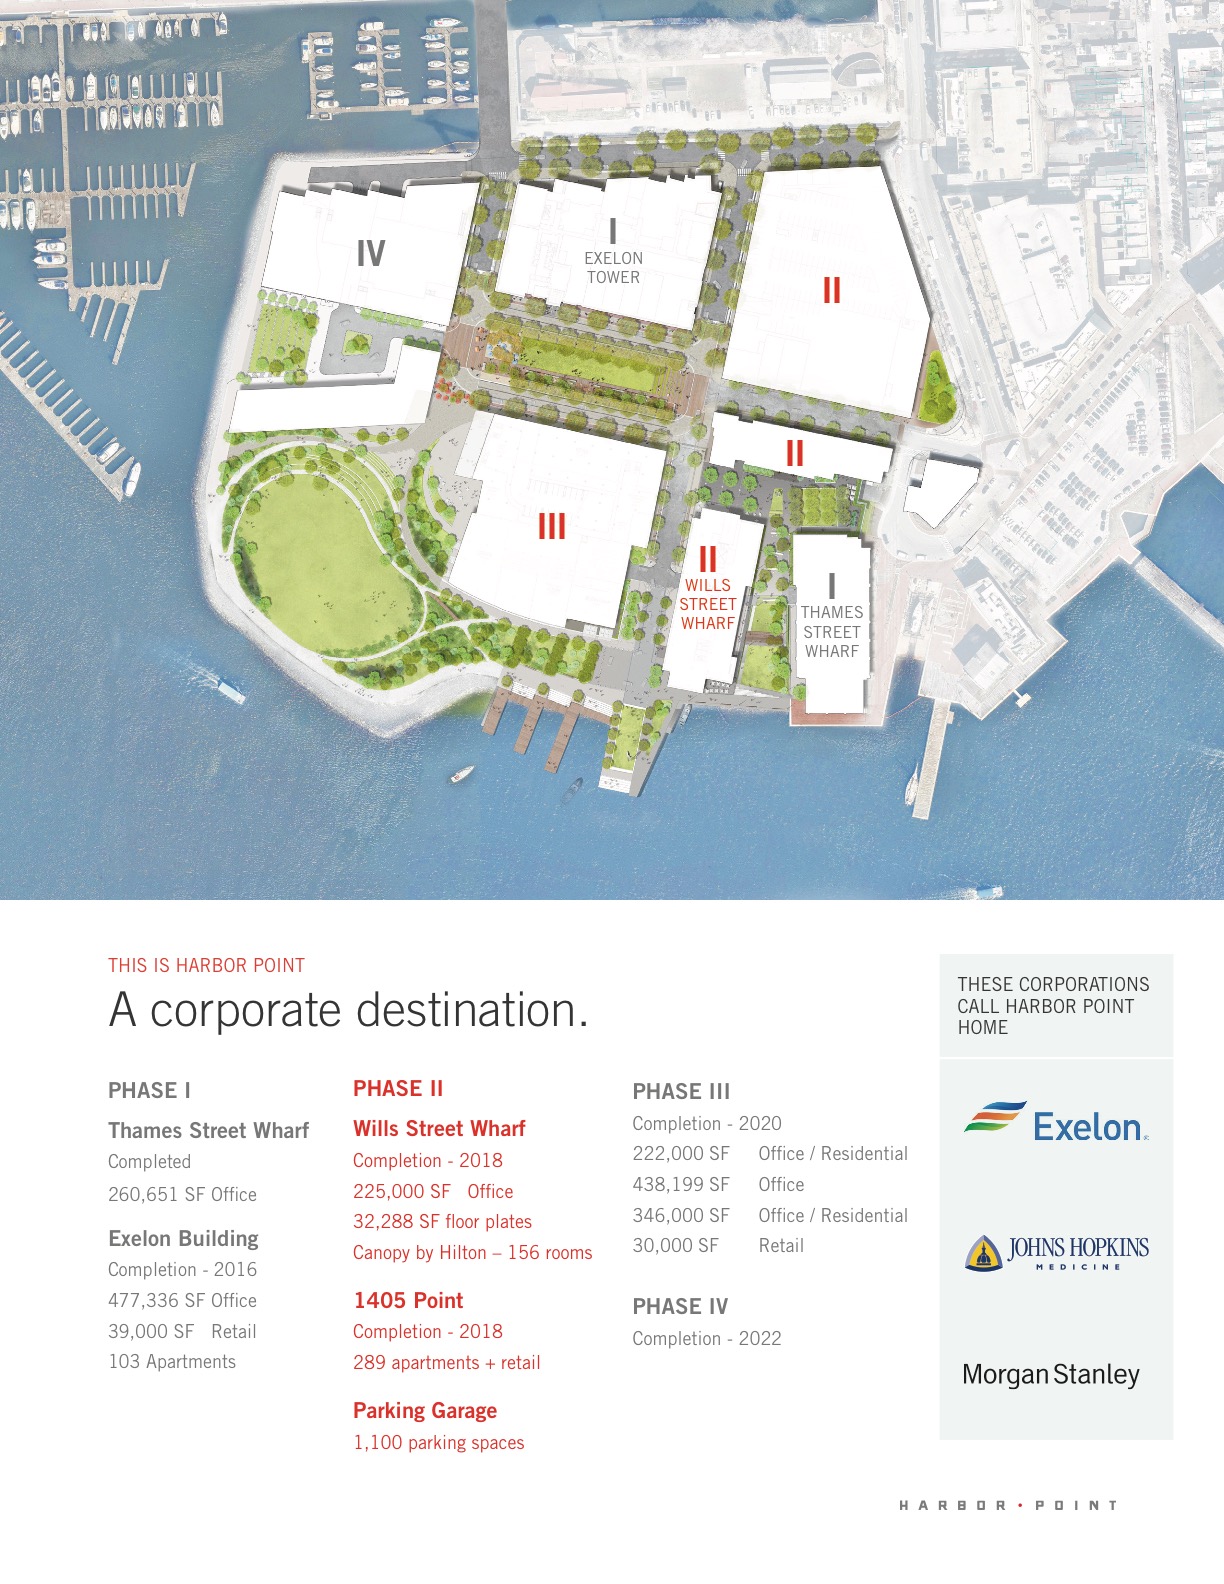 IV
I
EXELON
TOWER
II
II
III
II
WILLS
STREET
WHARF
I
THAMES
STREET
WHARF
THIS IS HARBOR POINT
A corporate destination.
PHASE I
Thames Street Wharf
Completed
260,651 SF Office
Exelon Building
Completion - 2016
477,336 SF Office
39,000 SF Retail
103 Apartments
PHASE II
Wills Street Wharf
Completion - 2018
225,000 SF Office
32,288 SF floor plates
Canopy by Hilton – 156 rooms
1405 Point
Completion - 2018
289 apartments + retail
Parking Garage
1,100 parking spaces
PHASE III
Completion - 2020
222,000 SF Office / Residential
438,199 SF Office
346,000 SF Office / Residential
30,000 SF Retail
PHASE IV
Completion - 2022
THESE CORPORATIONS
CALL HARBOR POINT
HOME
Exelon
JOHNS HOPKINS
MEDICINE
Morgan Stanley
HARBOR • POINT